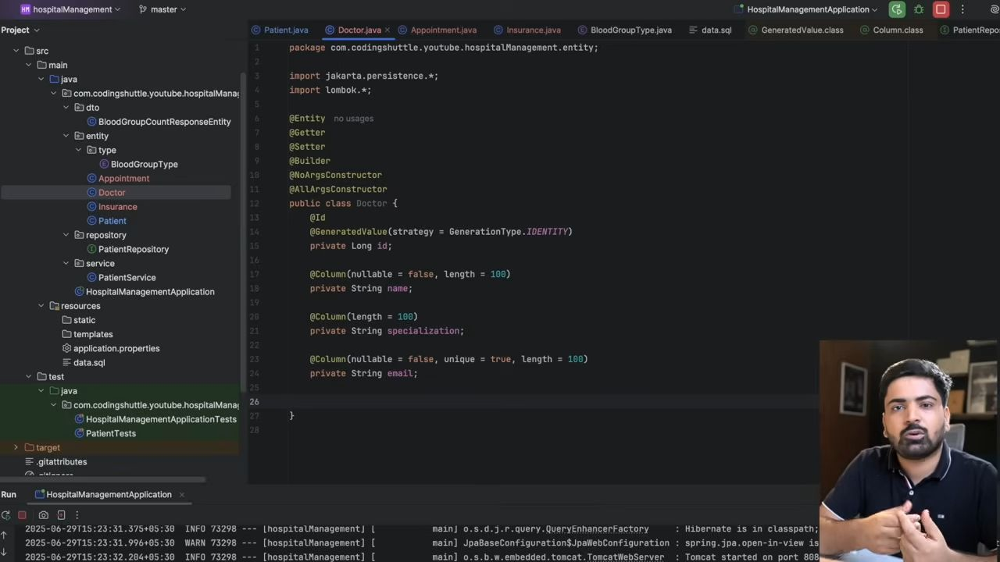 HM hospitalManagement master HospitalManagementApplication
Project
Patient.java Doctor.java Appointment.java Insurance.java BloodGroupType.java data.sql GeneratedValue.class Column.class PatientRepos
src
main
java
com.codingshuttle.youtube.hospitalManag
dto
BloodGroupCountResponseEntity
entity
type
BloodGroupType
Appointment
Doctor
Insurance
Patient
repository
PatientRepository
service
PatientService
HospitalManagementApplication
resources
static
templates
application.properties
data.sql
test
java
com.codingshuttle.youtube.hospitalManag
HospitalManagementApplicationTests
PatientTests
target
.gitattributes
.gitignore
1 package com.codingshuttle.youtube.hospitalManagement.entity;
2
3 import jakarta.persistence.*;
4 import lombok.*;
5
6 @Entity no usages
7 @Getter
8 @Setter
9 @Builder
10 @NoArgsConstructor
11 @AllArgsConstructor
12 public class Doctor {
13 @Id
14 @GeneratedValue(strategy = GenerationType.IDENTITY)
15 private Long id;
16
17 @Column(nullable = false, length = 100)
18 private String name;
19
20 @Column(length = 100)
21 private String specialization;
22
23 @Column(nullable = false, unique = true, length = 100)
24 private String email;
25
26
27 }
28
Run HospitalManagementApplication
2025-06-29T15:23:31.375+05:30 INFO 73298 --- [hospitalManagement] [ main] o.s.d.j.r.query.QueryEnhancerFactory : Hibernate is in classpath;
2025-06-29T15:23:31.996+05:30 WARN 73298 --- [hospitalManagement] [ main] JpaBaseConfiguration$JpaWebConfiguration : spring.jpa.open-in-view is
2025-06-29T15:23:32.204+05:30 INFO 73298 --- [hospitalManagement] [ main] o.s.b.w.embedded.tomcat.TomcatWebServer : Tomcat started on port 808